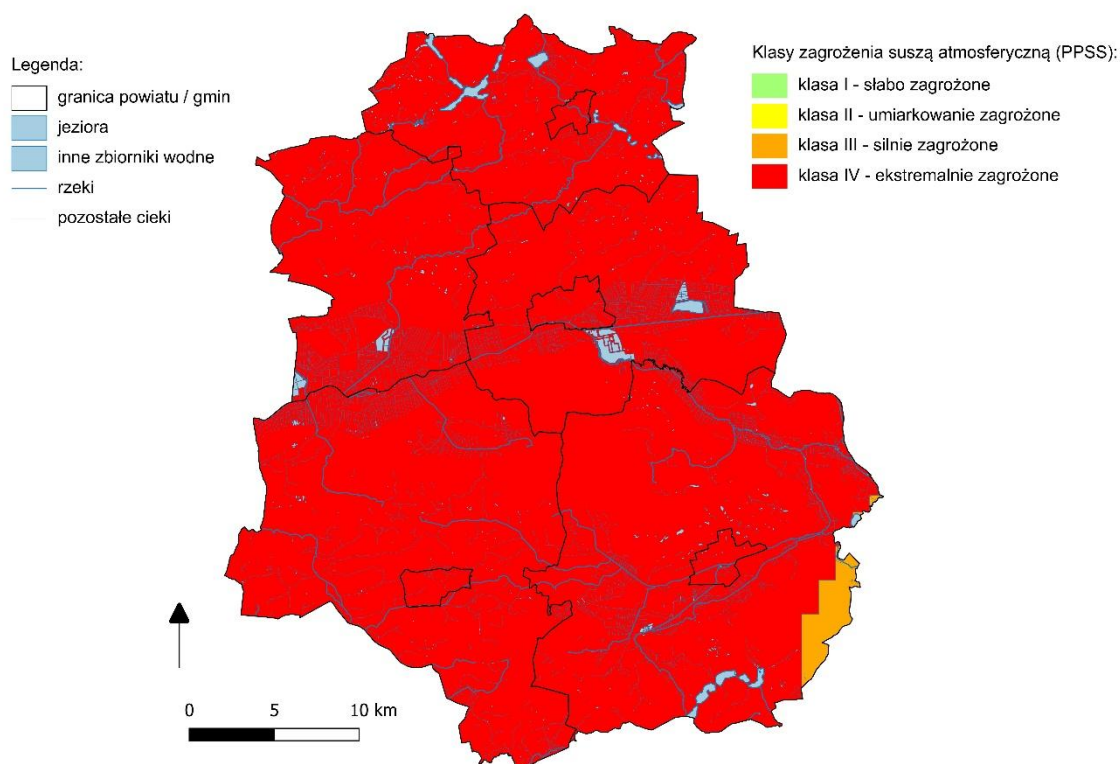 Legenda:
granica powiatu / gmin
jeziora
inne zbiorniki wodne
rzeki
pozostałe cieki
Klasy zagrożenia suszą atmosferyczną (PPSS):
klasa I - słabo zagrożone
klasa II - umiarkowanie zagrożone
klasa III - silnie zagrożone
klasa IV - ekstremalnie zagrożone
0 5 10 km